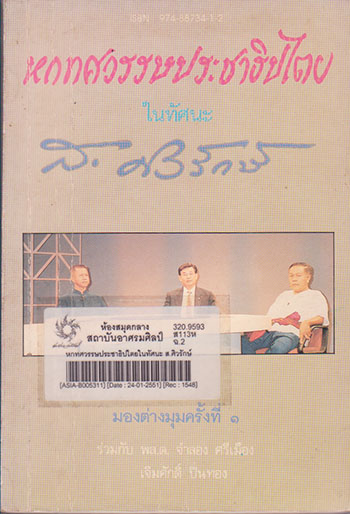 ISBN 974-88734-1-2
หกทศวรรษประชาธิปไตย
ในทัศนะ
ส. ศิวรักษ์
ห้องสมุดกลาง
สถาบันอาศรมศิลป์
320.9593
ส113ห
ฉ.2
หกทศวรรษประชาธิปไตยในทัศนะ ส.ศิวรักษ์
[ASIA-B005311] [Date : 24-01-2551] [Rec : 1548]
มองต่างมุมครั้งที่ ๑
ร่วมกับ พล.ต. จำลอง ศรีเมือง
เจิมศักดิ์ ปิ่นทอง